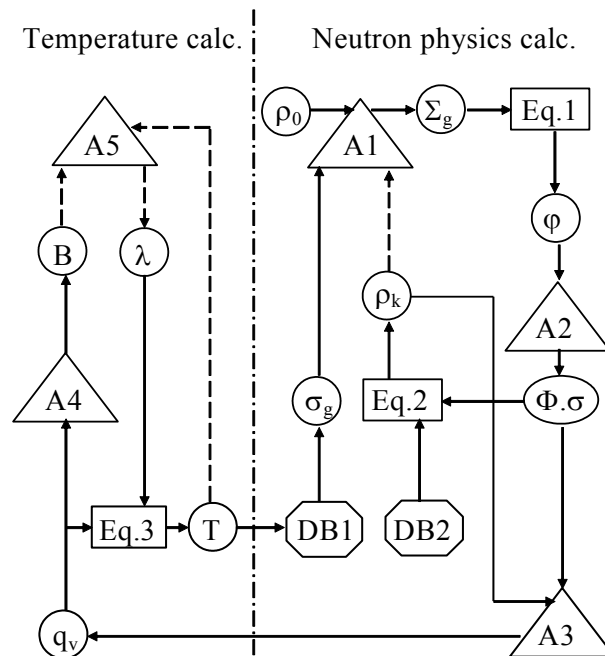 Temperature calc.
Neutron physics calc.
ρ0
Σg
Eq.1
A1
A5
φ
B
λ
ρk
A2
A4
σg
Eq.2
Φ.σ
Eq.3
T
DB1
DB2
qv
A3